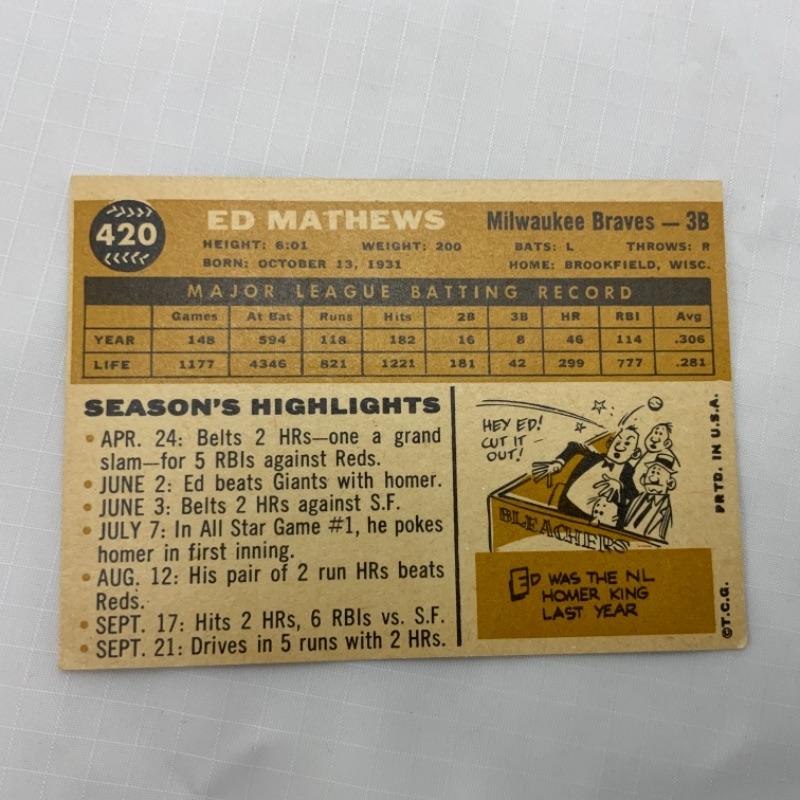 420
ED MATHEWS Milwaukee Braves — 3B
HEIGHT: 6:01 WEIGHT: 200 BATS: L THROWS: R
BORN: OCTOBER 13, 1931 HOME: BROOKFIELD, WISC.
MAJOR LEAGUE BATTING RECORD
Games At Bat Runs Hits 2B 3B HR RBI Avg
YEAR 148 594 118 182 16 8 46 114 .306
LIFE 1177 4346 821 1221 181 42 299 777 .281
SEASON'S HIGHLIGHTS
• APR. 24: Belts 2 HRs—one a grand
slam—for 5 RBIs against Reds.
• JUNE 2: Ed beats Giants with homer.
• JUNE 3: Belts 2 HRs against S.F.
• JULY 7: In All Star Game #1, he pokes
homer in first inning.
• AUG. 12: His pair of 2 run HRs beats
Reds.
• SEPT. 17: Hits 2 HRs, 6 RBIs vs. S.F.
• SEPT. 21: Drives in 5 runs with 2 HRs.
HEY ED!
CUT IT
OUT!
BLEACHERS
ED WAS THE NL
HOMER KING
LAST YEAR
©T.C.G. PRTD. IN U.S.A.